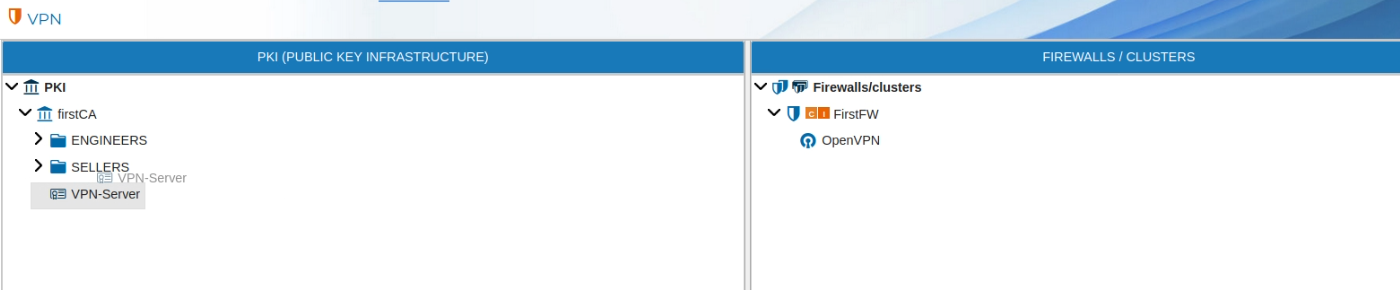 VPN
PKI (PUBLIC KEY INFRASTRUCTURE)
PKI
firstCA
ENGINEERS
SELLERS
VPN-Server
VPN-Server
FIREWALLS / CLUSTERS
Firewalls/clusters
C I FirstFW
OpenVPN